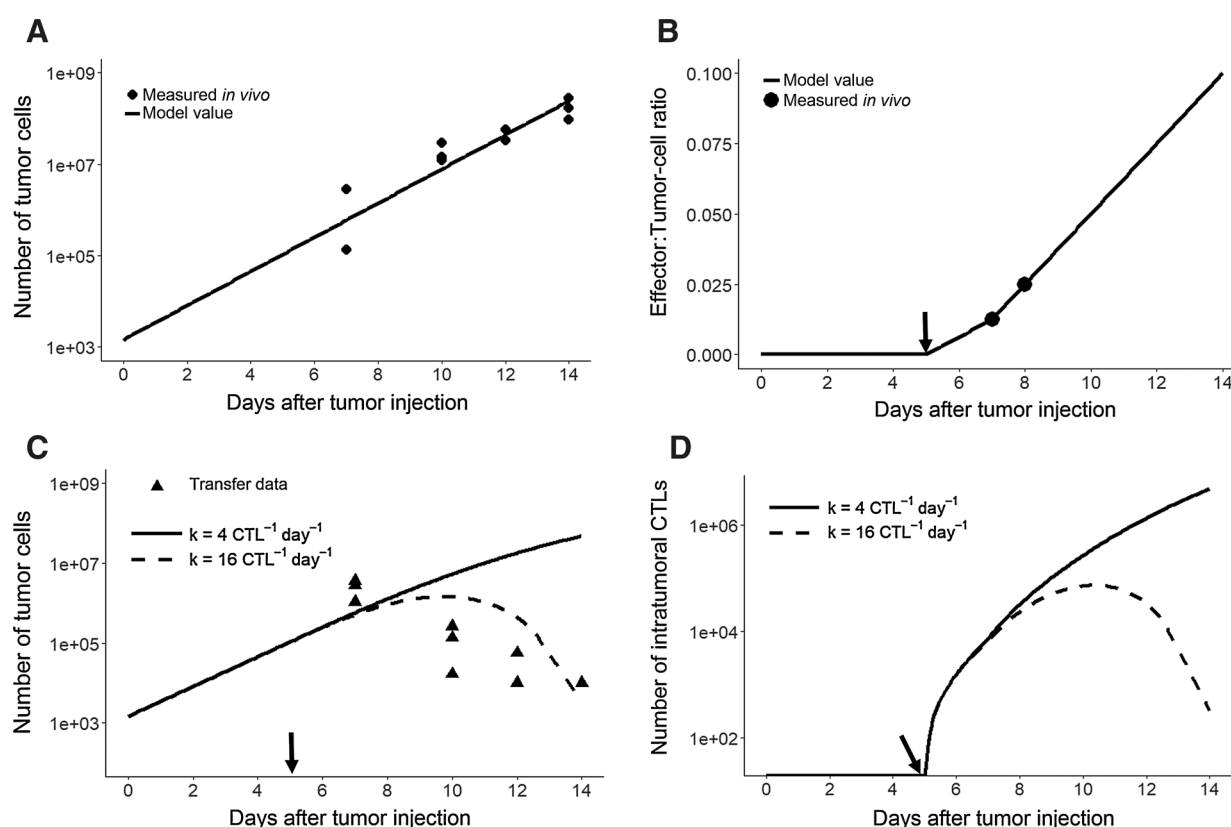 A
Number of tumor cells
1e+09
1e+07
1e+05
1e+03
Measured in vivo
Model value
0 2 4 6 8 10 12 14
Days after tumor injection
B
Effector:Tumor-cell ratio
0.100
0.075
0.050
0.025
0.000
Model value
Measured in vivo
0 2 4 6 8 10 12 14
Days after tumor injection
C
Number of tumor cells
1e+09
1e+07
1e+05
1e+03
Transfer data
k = 4 CTL⁻¹ day⁻¹
k = 16 CTL⁻¹ day⁻¹
0 2 4 6 8 10 12 14
Days after tumor injection
D
Number of intratumoral CTLs
1e+06
1e+04
1e+02
k = 4 CTL⁻¹ day⁻¹
k = 16 CTL⁻¹ day⁻¹
0 2 4 6 8 10 12 14
Days after tumor injection